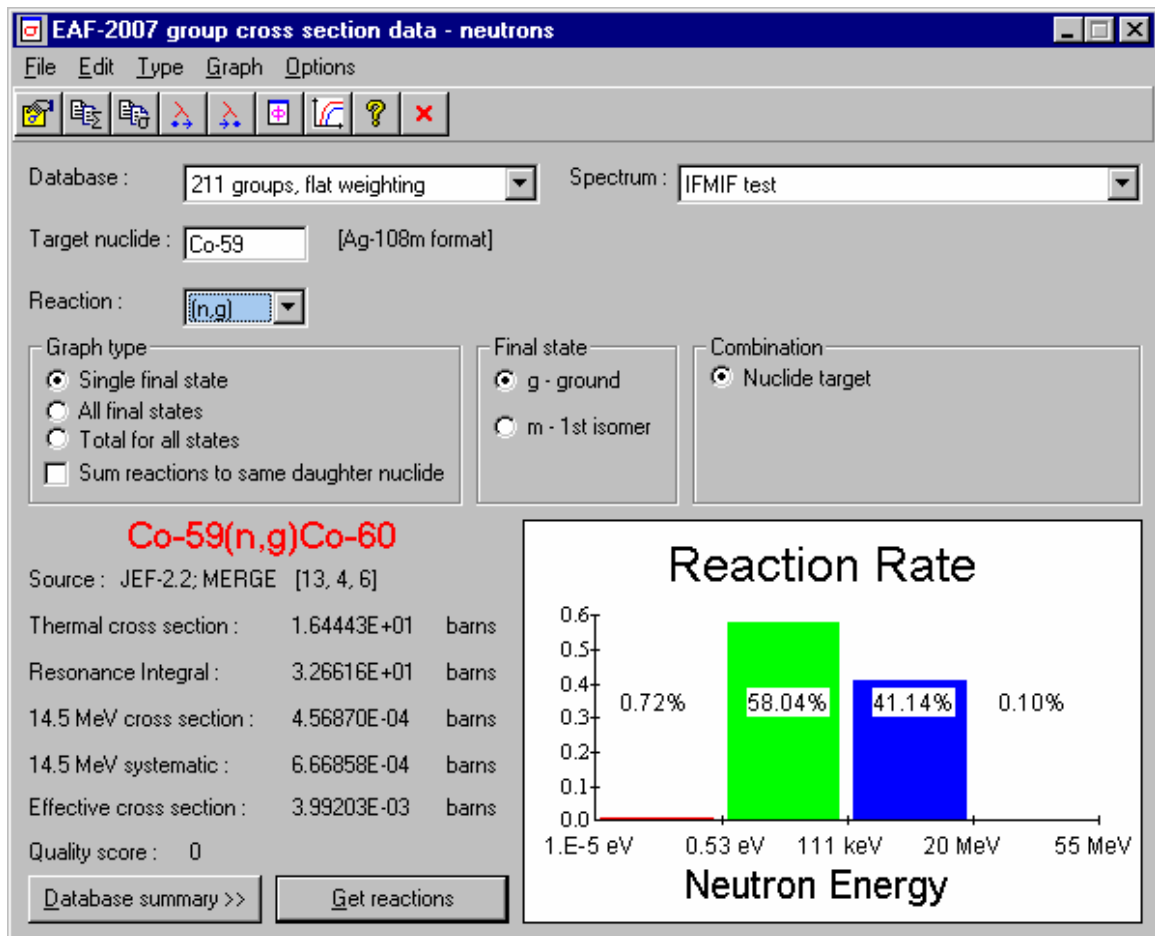 EAF-2007 group cross section data - neutrons
File Edit Type Graph Options
Database : 211 groups, flat weighting Spectrum : IFMIF test
Target nuclide : Co-59 [Ag-108m format]
Reaction : (n,g)
Graph type
Single final state
All final states
Total for all states
Sum reactions to same daughter nuclide
Final state
g - ground
m - 1st isomer
Combination
Nuclide target
Co-59(n,g)Co-60
Source : JEF-2.2; MERGE [13, 4, 6]
Thermal cross section : 1.64443E+01 barns
Resonance Integral : 3.26616E+01 barns
14.5 MeV cross section : 4.56870E-04 barns
14.5 MeV systematic : 6.66858E-04 barns
Effective cross section : 3.99203E-03 barns
Quality score : 0
Database summary >> Get reactions
Reaction Rate
0.6
0.5
0.4
0.3
0.2
0.1
0.0
0.72% 58.04% 41.14% 0.10%
1.E-5 eV 0.53 eV 111 keV 20 MeV 55 MeV
Neutron Energy